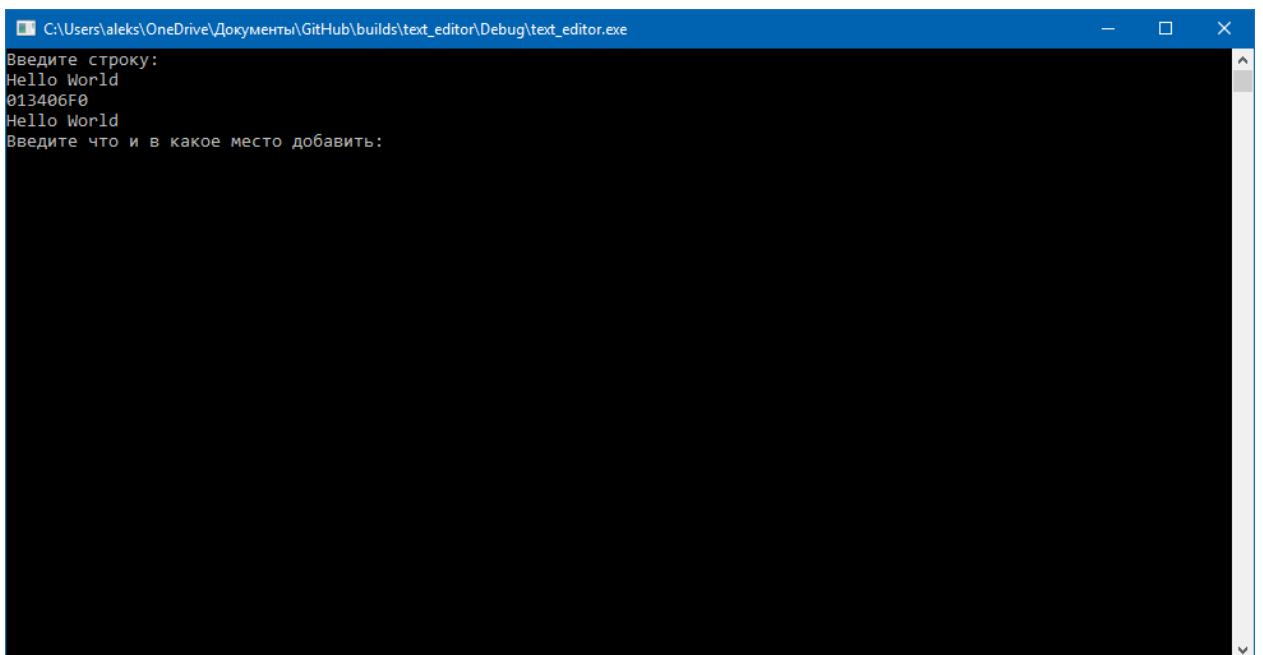 C:\Users\aleks\OneDrive\Документы\GitHub\builds\text_editor\Debug\text_editor.exe
Введите строку:
Hello World
013406F0
Hello World
Введите что и в какое место добавить: